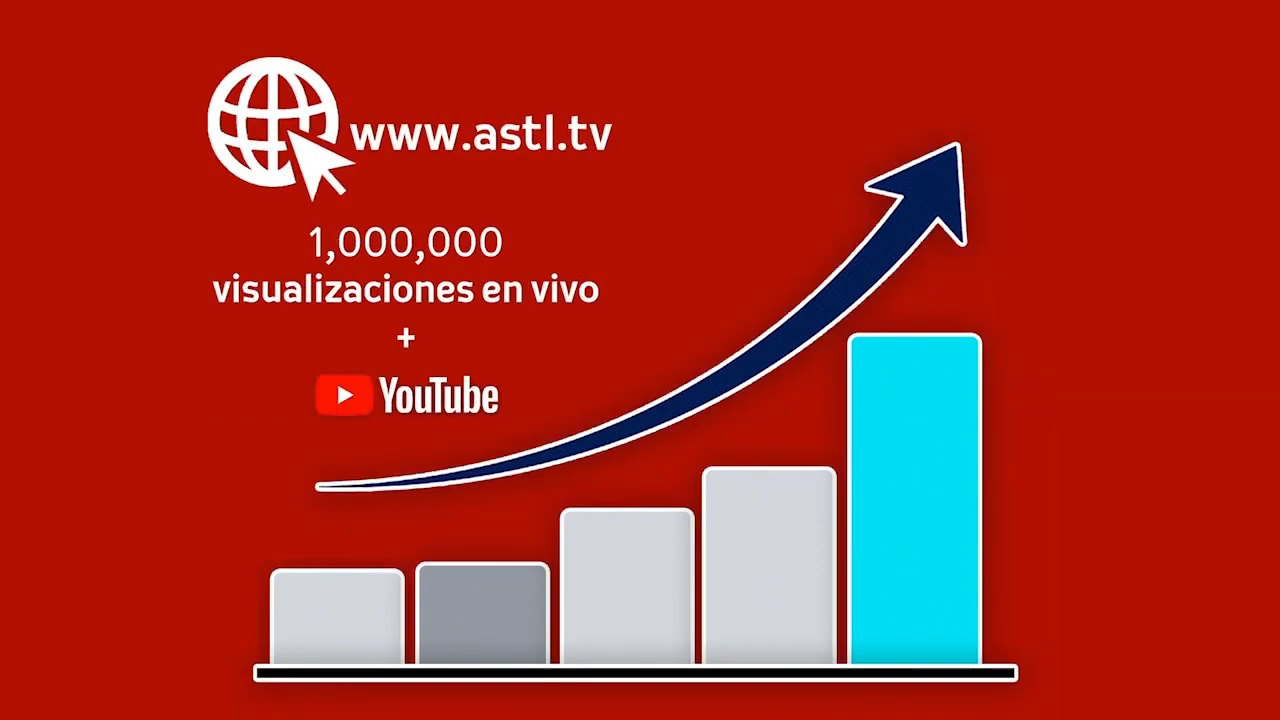 www.astl.tv
1,000,000
visualizaciones en vivo
+
YouTube